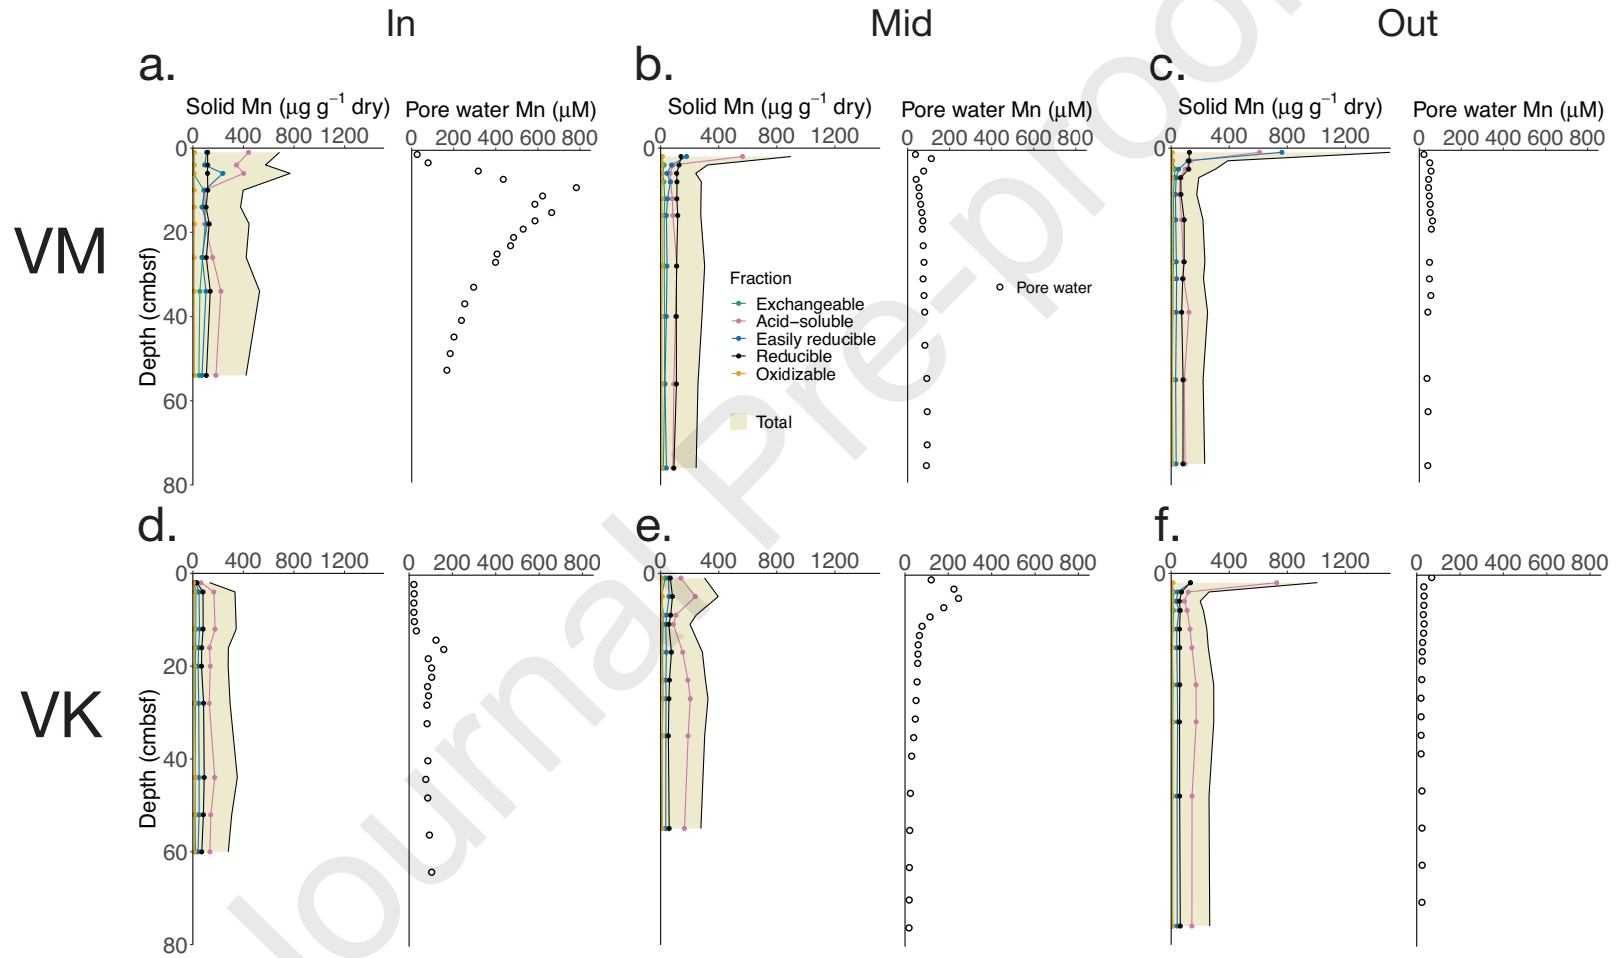 In Mid Out
a. b. c.
Solid Mn (µg g⁻¹ dry) Pore water Mn (µM) Solid Mn (µg g⁻¹ dry) Pore water Mn (µM) Solid Mn (µg g⁻¹ dry) Pore water Mn (µM)
0 400 800 1200 0 200 400 600 800 0 400 800 1200 0 200 400 600 800 0 400 800 1200 0 200 400 600 800
0 0 0
20
40
60
80
Depth (cmbsf)
VM
Fraction
Exchangeable
Acid−soluble
Easily reducible
Reducible
Oxidizable
Total
Pore water
d. e. f.
0 400 800 1200 0 200 400 600 800 0 400 800 1200 0 200 400 600 800 0 400 800 1200 0 200 400 600 800
0 0 0
20
40
60
80
Depth (cmbsf)
VK
Journal Pre-proof